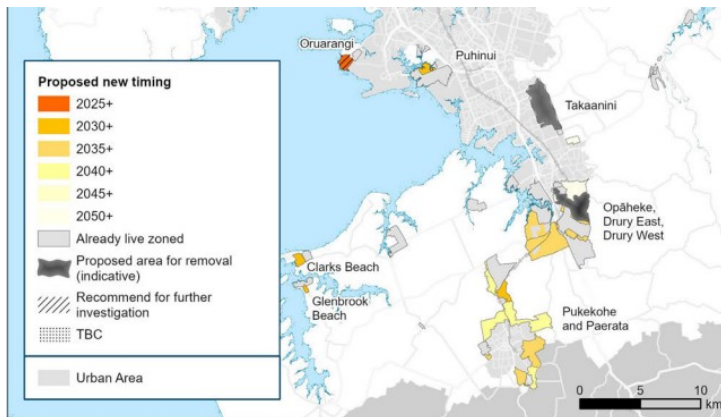 Oruarangi
Puhinui
Takaanini
Opāheke,
Drury East,
Drury West
Clarks Beach
Glenbrook
Beach
Pukekohe
and Paerata
Proposed new timing
2025+
2030+
2035+
2040+
2045+
2050+
Already live zoned
Proposed area for removal
(indicative)
Recommend for further
investigation
TBC
Urban Area
0 5 10
km